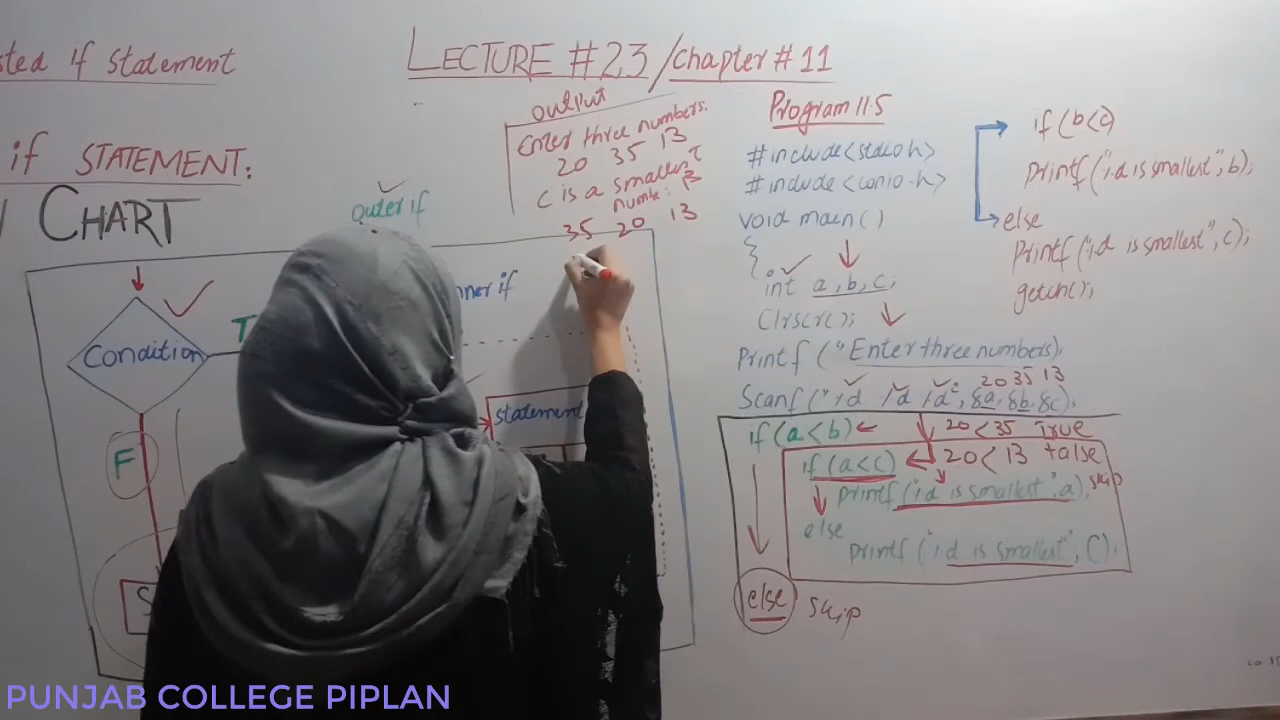 sted if Statement
if STATEMENT:
CHART
LECTURE #23/Chapter #11
output
Enter three numbers.
20 35 13
C is a smallest
35 20 13
Outer if
nner if
Condition
T
F
statement
S
Program 11.5
#include<stdio.h>
#include<conio.h>
void main()
{
int a,b,c;
Clrscr();
Printf ("Enter three numbers);
20 35 13
Scanf("%d %d %d", &a, &b, &c);
if (a<b) 20<35 True
if (a<c) 20<13 false
printf("%d is smallest",a); skip
else
printf("%d is smallest", C);
else skip
if (b<c)
Printf("%d is smallest", b);
else
Printf("%d is smallest", c);
getch();
PUNJAB COLLEGE PIPLAN